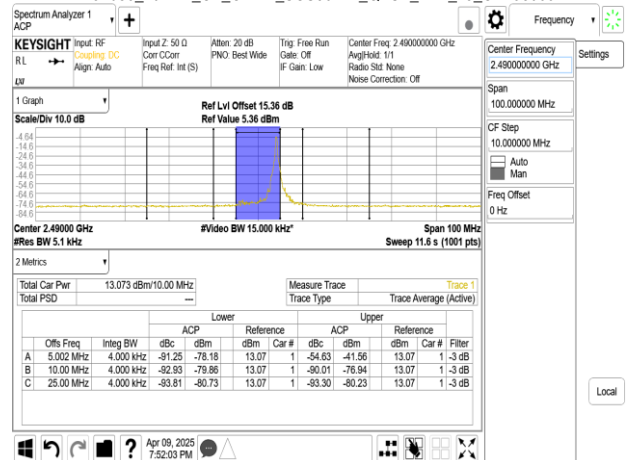 Spectrum Analyzer 1
ACP
Frequency
KEYSIGHT
RL
LXI
Input: RF
Coupling: DC
Align: Auto
Input Z: 50 Ω
Corr CCorr
Freq Ref: Int (S)
Atten: 20 dB
PNO: Best Wide
Trig: Free Run
Gate: Off
IF Gain: Low
Center Freq: 2.490000000 GHz
Avg|Hold: 1/1
Radio Std: None
Noise Correction: Off
Center Frequency
2.490000000 GHz
Settings
Span
100.000000 MHz
CF Step
10.000000 MHz
Auto
Man
Freq Offset
0 Hz
Local
1 Graph
Scale/Div 10.0 dB
Ref Lvl Offset 15.36 dB
Ref Value 5.36 dBm
-4.64
-14.6
-24.6
-34.6
-44.6
-54.6
-64.6
-74.6
-84.6
Center 2.49000 GHz
#Video BW 15.000 kHz*
Span 100 MHz
#Res BW 5.1 kHz
Sweep 11.6 s (1001 pts)
2 Metrics
Total Car Pwr 13.073 dBm/10.00 MHz
Total PSD —
Measure Trace Trace 1
Trace Type Trace Average (Active)
Lower Upper
ACP Reference ACP Reference
Offs Freq Integ BW dBc dBm dBm Car # dBc dBm dBm Car # Filter
A 5.002 MHz 4.000 kHz -91.25 -78.18 13.07 1 -54.63 -41.56 13.07 1 -3 dB
B 10.00 MHz 4.000 kHz -92.93 -79.86 13.07 1 -90.01 -76.94 13.07 1 -3 dB
C 25.00 MHz 4.000 kHz -93.81 -80.73 13.07 1 -93.30 -80.23 13.07 1 -3 dB
?
Apr 09, 2025
7:52:03 PM